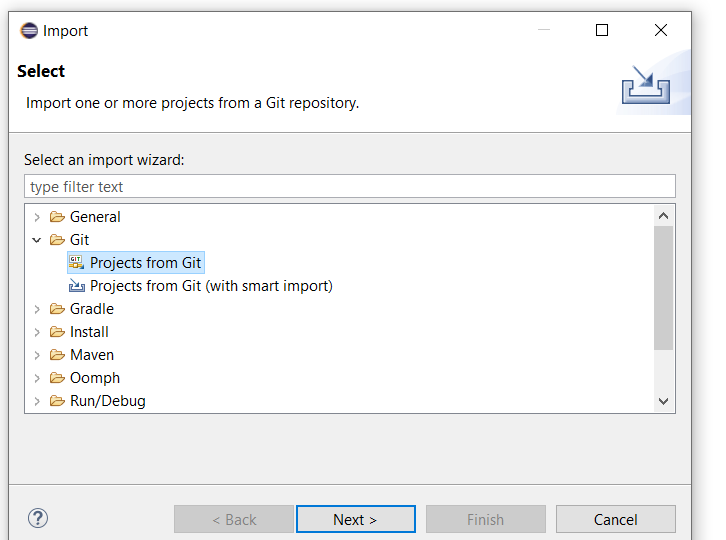 Import
Select
Import one or more projects from a Git repository.
Select an import wizard:
type filter text
General
Git
GIT Projects from Git
Projects from Git (with smart import)
Gradle
Install
Maven
Oomph
Run/Debug
? < Back Next > Finish Cancel